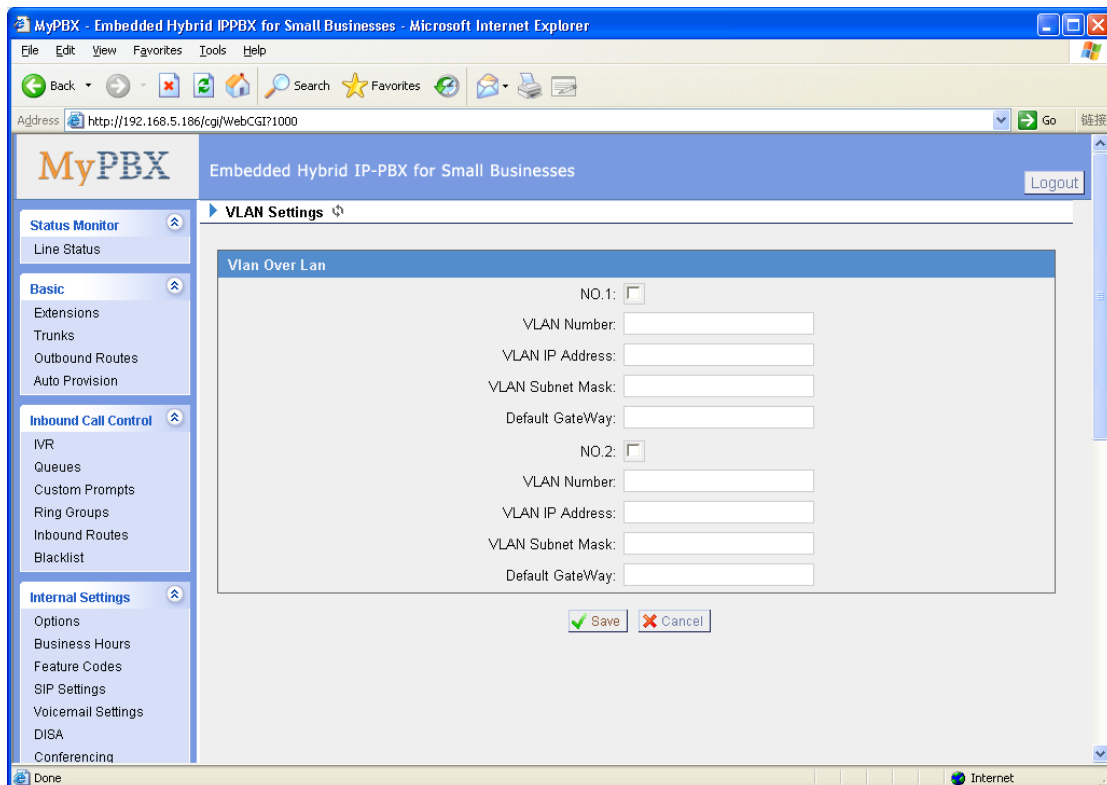 MyPBX - Embedded Hybrid IPPBX for Small Businesses - Microsoft Internet Explorer
File Edit View Favorites Tools Help
Back Search Favorites
Address http://192.168.5.186/cgi/WebCGI?1000 Go 链接
MyPBX Embedded Hybrid IP-PBX for Small Businesses
Logout
VLAN Settings
Status Monitor
Line Status
Basic
Extensions
Trunks
Outbound Routes
Auto Provision
Inbound Call Control
IVR
Queues
Custom Prompts
Ring Groups
Inbound Routes
Blacklist
Internal Settings
Options
Business Hours
Feature Codes
SIP Settings
Voicemail Settings
DISA
Conferencing
Vlan Over Lan
NO.1:
VLAN Number:
VLAN IP Address:
VLAN Subnet Mask:
Default GateWay:
NO.2:
VLAN Number:
VLAN IP Address:
VLAN Subnet Mask:
Default GateWay:
Save Cancel
Done Internet